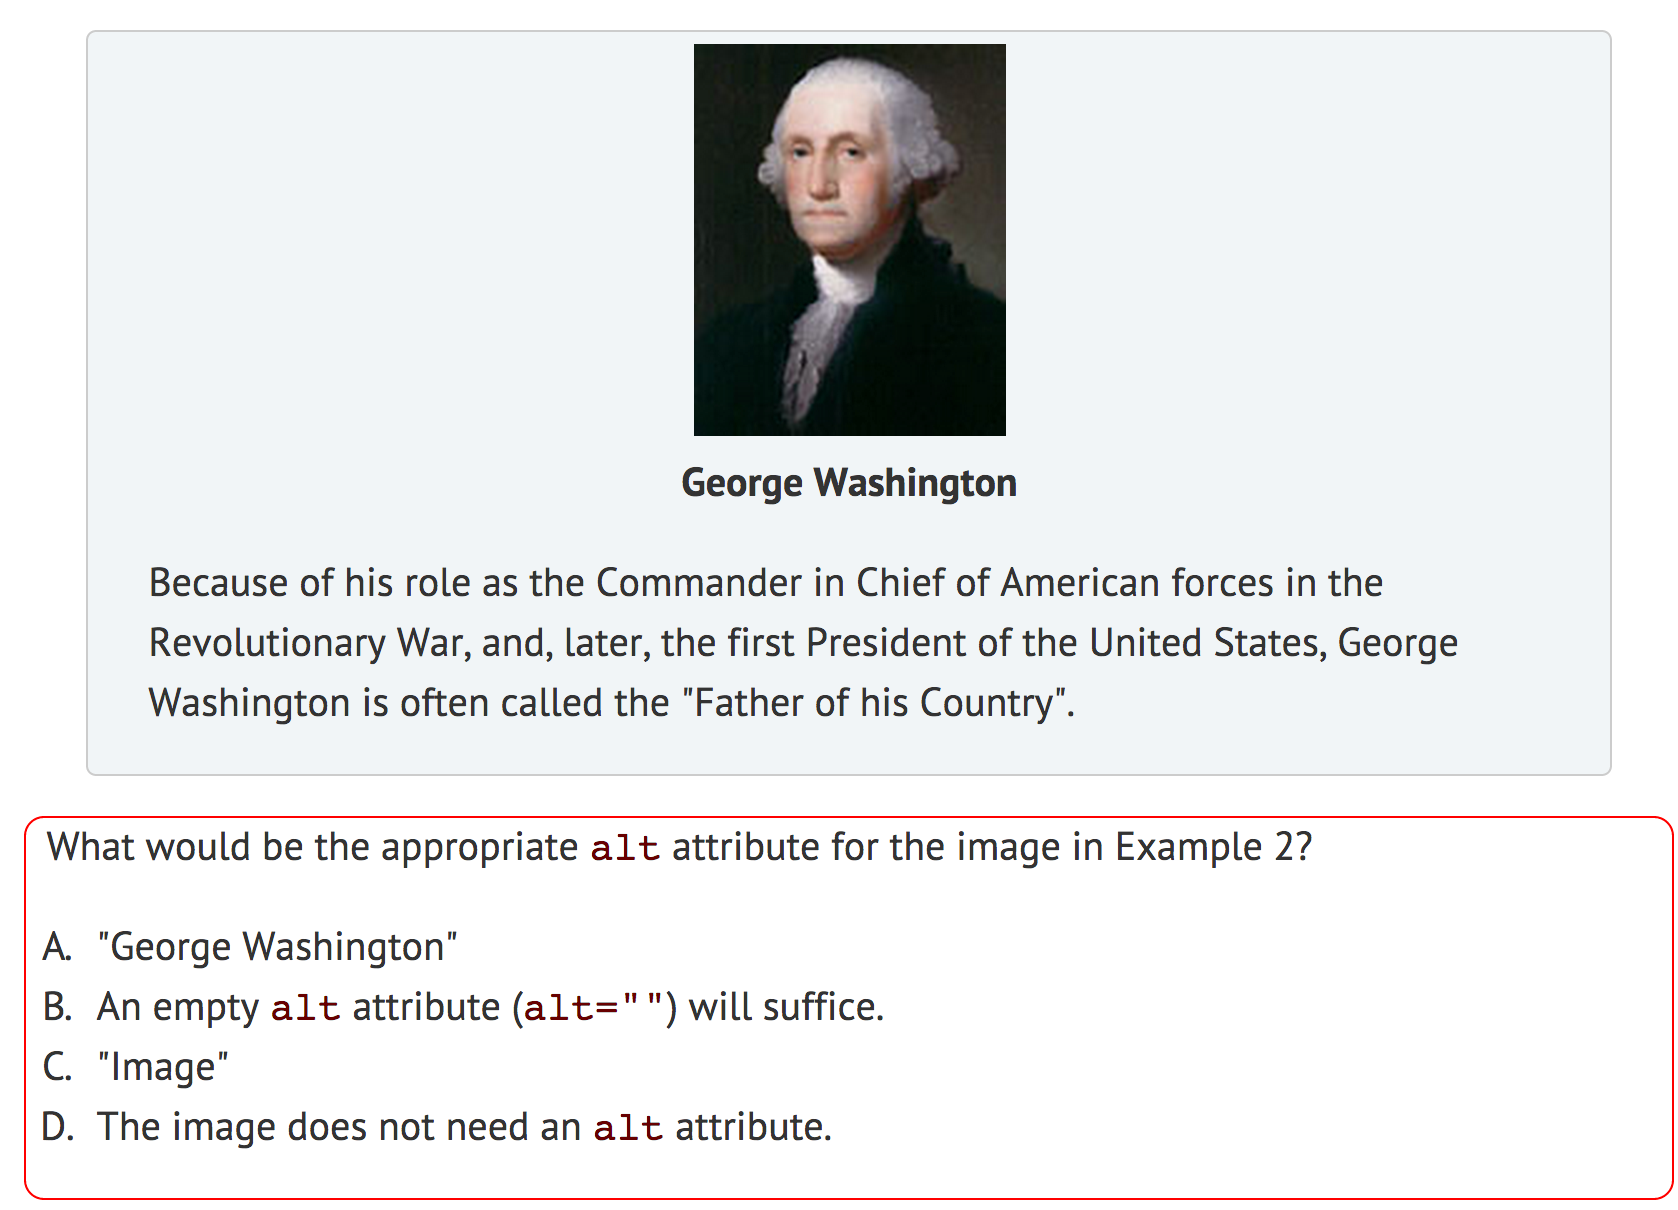 George Washington
Because of his role as the Commander in Chief of American forces in the
Revolutionary War, and, later, the first President of the United States, George
Washington is often called the "Father of his Country".
What would be the appropriate alt attribute for the image in Example 2?
A. "George Washington"
B. An empty alt attribute (alt="") will suffice.
C. "Image"
D. The image does not need an alt attribute.